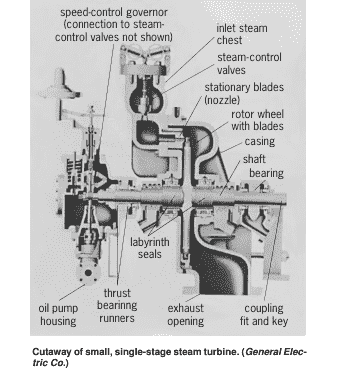 speed-control governor
(connection to steam-
control valves not shown)
inlet steam
chest
steam-control
valves
stationary blades
(nozzle)
rotor wheel
with blades
casing
shaft
bearing
labyrinth
seals
oil pump
housing
thrust
bearinng
runners
exhaust
opening
coupling
fit and key
Cutaway of small, single-stage steam turbine. (General Elec-
tric Co.)